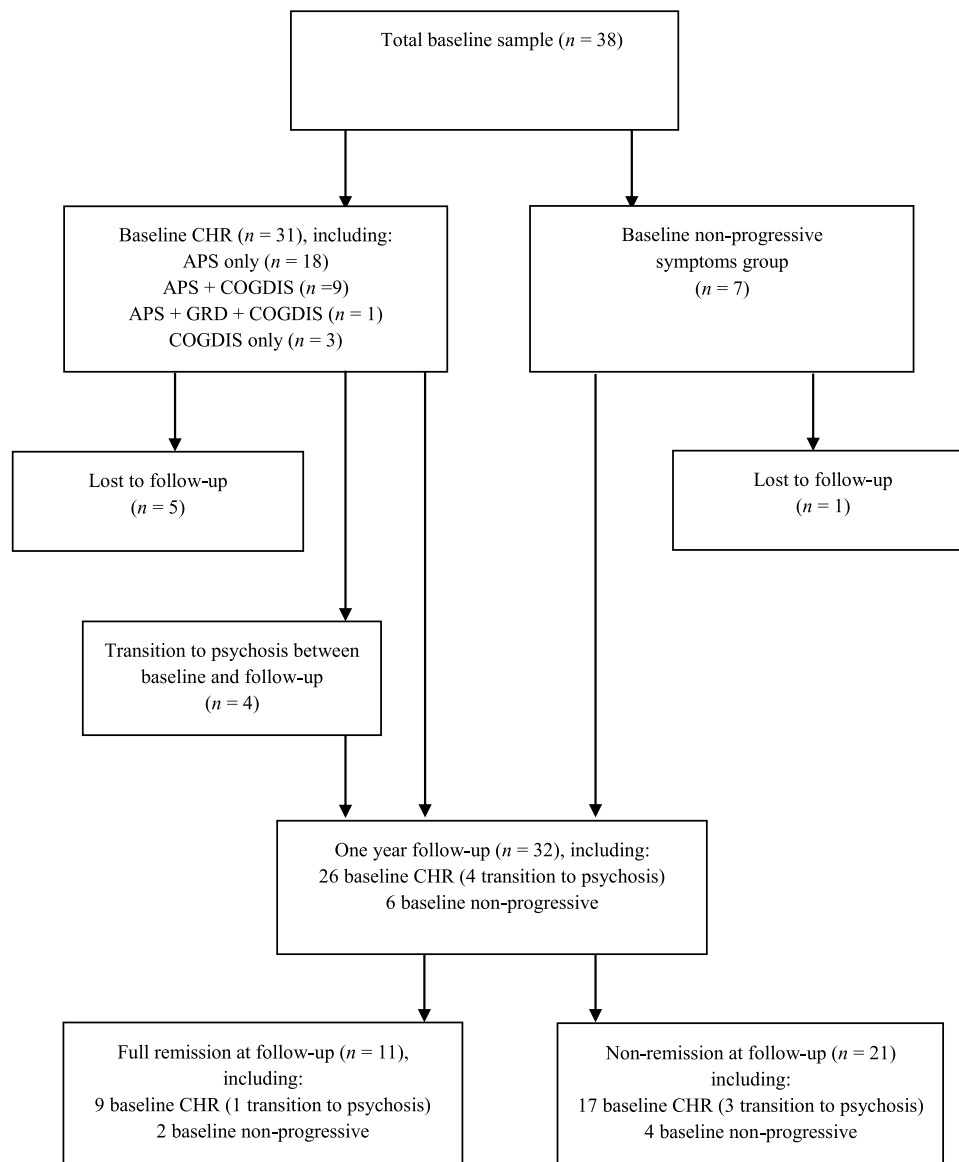 Total baseline sample (n = 38)
Baseline CHR (n = 31), including:
APS only (n = 18)
APS + COGDIS (n =9)
APS + GRD + COGDIS (n = 1)
COGDIS only (n = 3)
Baseline non-progressive
symptoms group
(n = 7)
Lost to follow-up
(n = 5)
Lost to follow-up
(n = 1)
Transition to psychosis between
baseline and follow-up
(n = 4)
One year follow-up (n = 32), including:
26 baseline CHR (4 transition to psychosis)
6 baseline non-progressive
Full remission at follow-up (n = 11),
including:
9 baseline CHR (1 transition to psychosis)
2 baseline non-progressive
Non-remission at follow-up (n = 21)
including:
17 baseline CHR (3 transition to psychosis)
4 baseline non-progressive